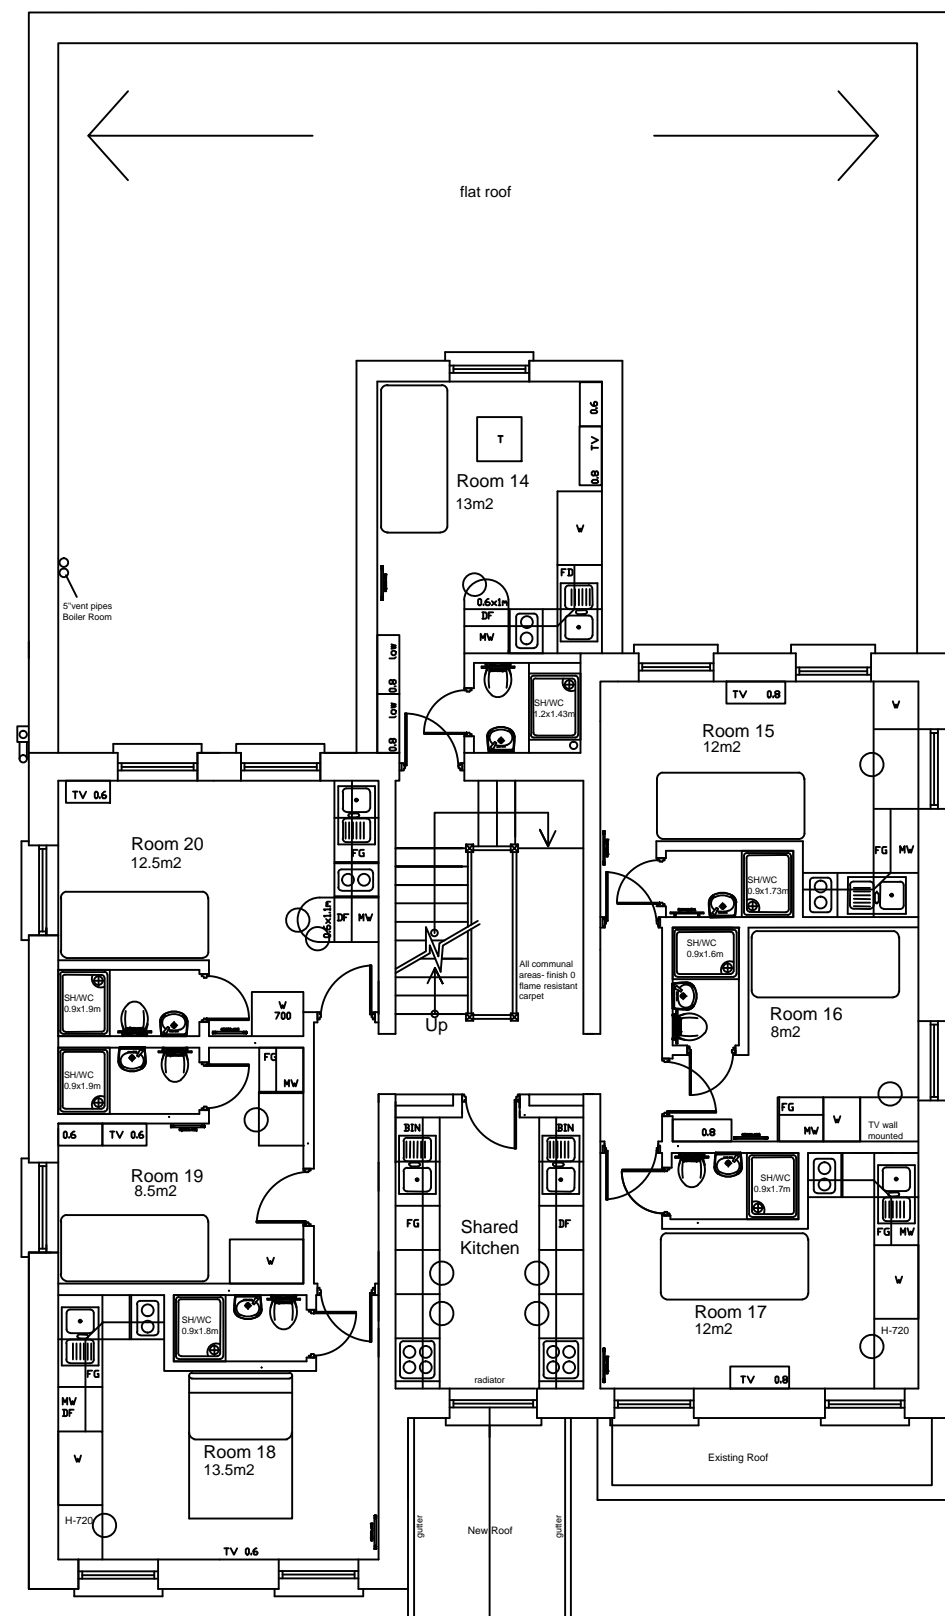 flat roof
0.6
TV
0.8
T
Room 14
13m2
W
FD
0.6x1m
DF
MW
5"vent pipes
Boiler Room
low
0.8
low
0.8
SH/WC
1.2x1.43m
TV 0.8
W
Room 15
12m2
FG MW
SH/WC
0.9x1.73m
TV 0.6
Room 20
12.5m2
FG
0.6x1.1m
DF MW
SH/WC
0.9x1.9m
W
700
All communal
areas- finish 0
flame resistant
carpet
Up
SH/WC
0.9x1.6m
Room 16
8m2
FG
MW
W
TV wall
mounted
0.8
SH/WC
0.9x1.9m
FG
MW
0.6
TV 0.6
Room 19
8.5m2
W
BIN
BIN
FG
DF
Shared
Kitchen
radiator
SH/WC
0.9x1.7m
FG MW
W
Room 17
12m2
H-720
TV 0.8
SH/WC
0.9x1.8m
FG
MW
DF
W
Room 18
13.5m2
H-720
TV 0.6
Existing Roof
gutter
New Roof
gutter